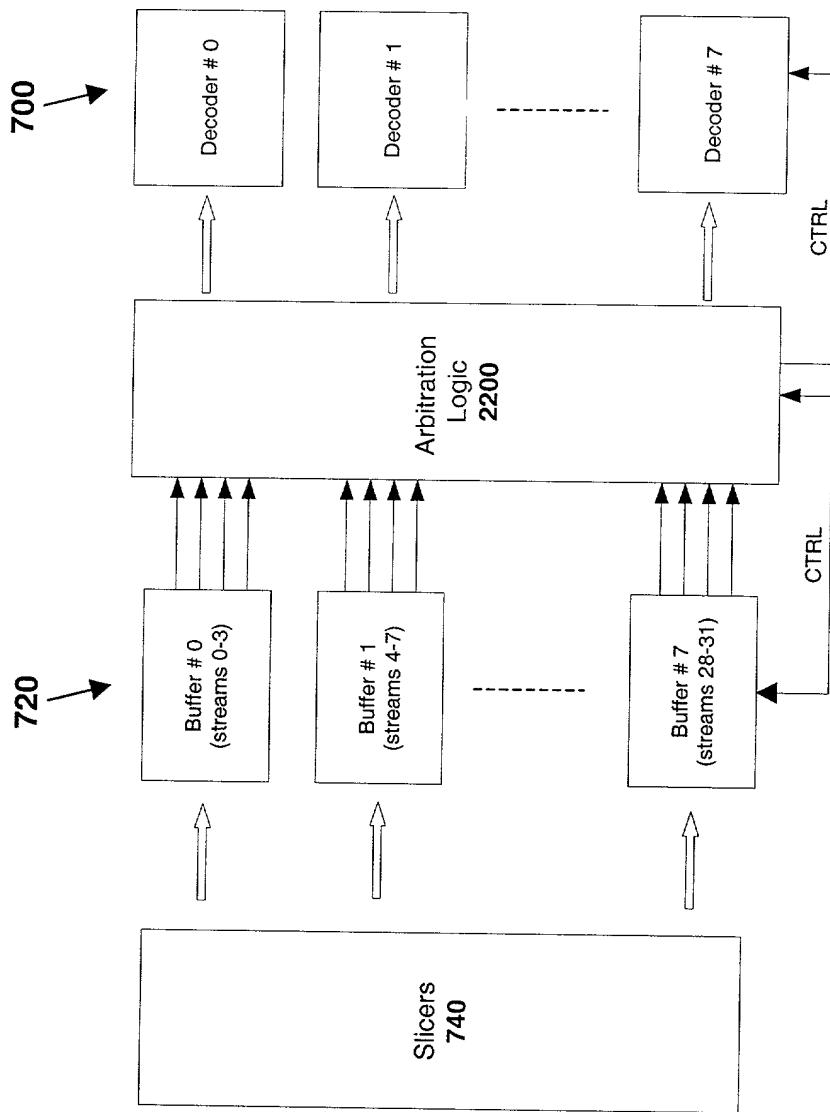 700
Decoder # 0
Decoder # 1
Decoder # 7
CTRL
Arbitration
Logic
2200
CTRL
720
Buffer # 0
(streams 0-3)
Buffer # 1
(streams 4-7)
Buffer # 7
(streams 28-31)
Slicers
740